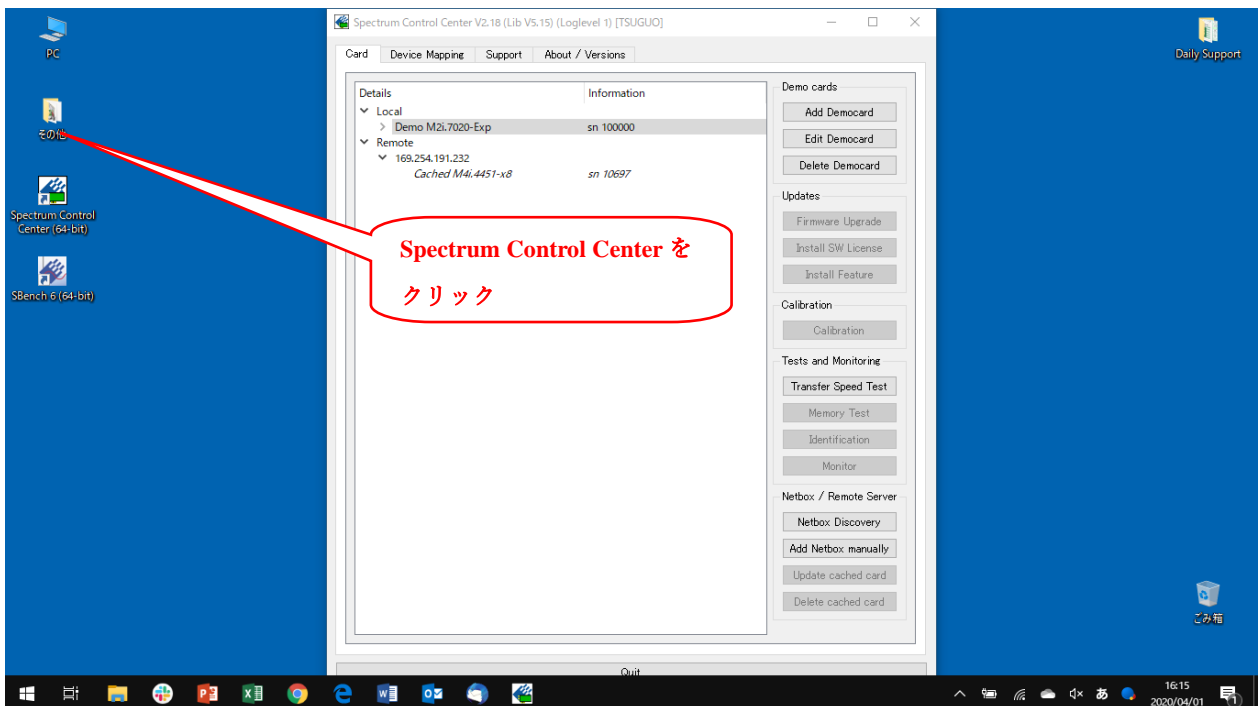 PC
その他
Spectrum Control
Center (64-bit)
SBench 6 (64-bit)
Spectrum Control Center V2.18 (Lib V5.15) (Loglevel 1) [TSUGUO]
Card Device Mapping Support About / Versions
Details Information
Local
Demo M2i.7020-Exp sn 100000
Remote
169.254.191.232
Cached M4i.4451-x8 sn 10697
Spectrum Control Center を
クリック
Demo cards
Add Democard
Edit Democard
Delete Democard
Updates
Firmware Upgrade
Install SW License
Install Feature
Calibration
Calibration
Tests and Monitoring
Transfer Speed Test
Memory Test
Identification
Monitor
Netbox / Remote Server
Netbox Discovery
Add Netbox manually
Update cached card
Delete cached card
Quit
Daily Support
ごみ箱
あ
16:15
2020/04/01